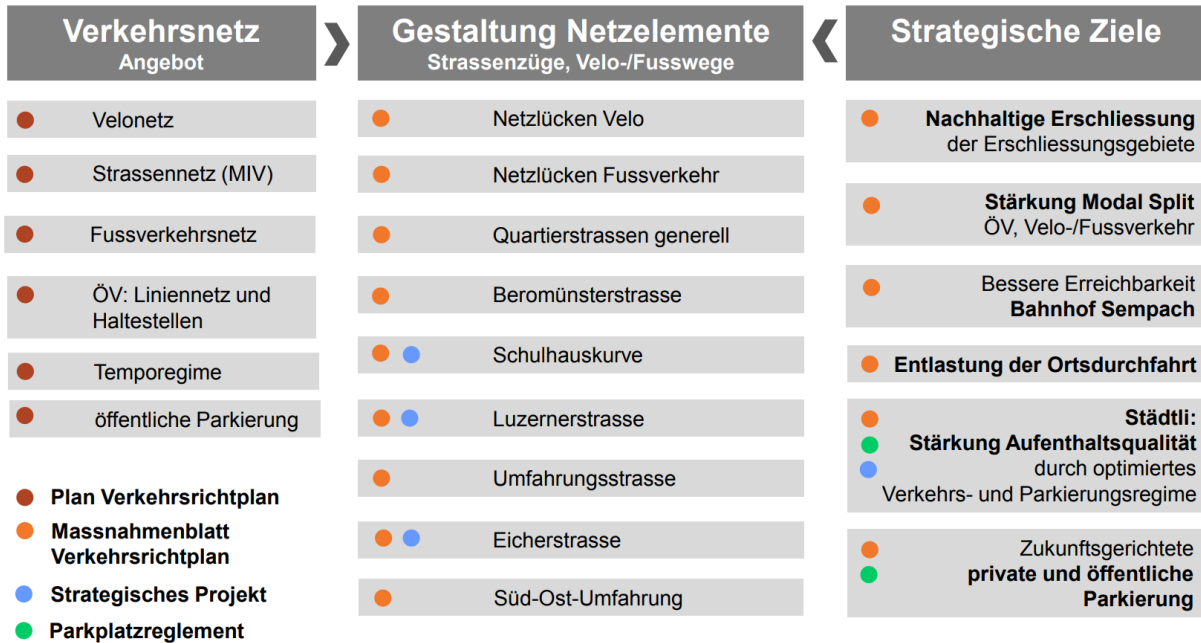 Verkehrsnetz
Angebot
Velonetz
Strassennetz (MIV)
Fussverkehrsnetz
ÖV: Liniennetz und
Haltestellen
Temporegime
öffentliche Parkierung
Plan Verkehrsrichtplan
Massnahmenblatt
Verkehrsrichtplan
Strategisches Projekt
Parkplatzreglement
Gestaltung Netzelemente
Strassenzüge, Velo-/Fusswege
Netzlücken Velo
Netzlücken Fussverkehr
Quartierstrassen generell
Beromünsterstrasse
Schulhauskurve
Luzernerstrasse
Umfahrungsstrasse
Eicherstrasse
Süd-Ost-Umfahrung
Strategische Ziele
Nachhaltige Erschliessung
der Erschliessungsgebiete
Stärkung Modal Split
ÖV, Velo-/Fussverkehr
Bessere Erreichbarkeit
Bahnhof Sempach
Entlastung der Ortsdurchfahrt
Städtli:
Stärkung Aufenthaltsqualität
durch optimiertes
Verkehrs- und Parkierungsregime
Zukunftsgerichtete
private und öffentliche
Parkierung